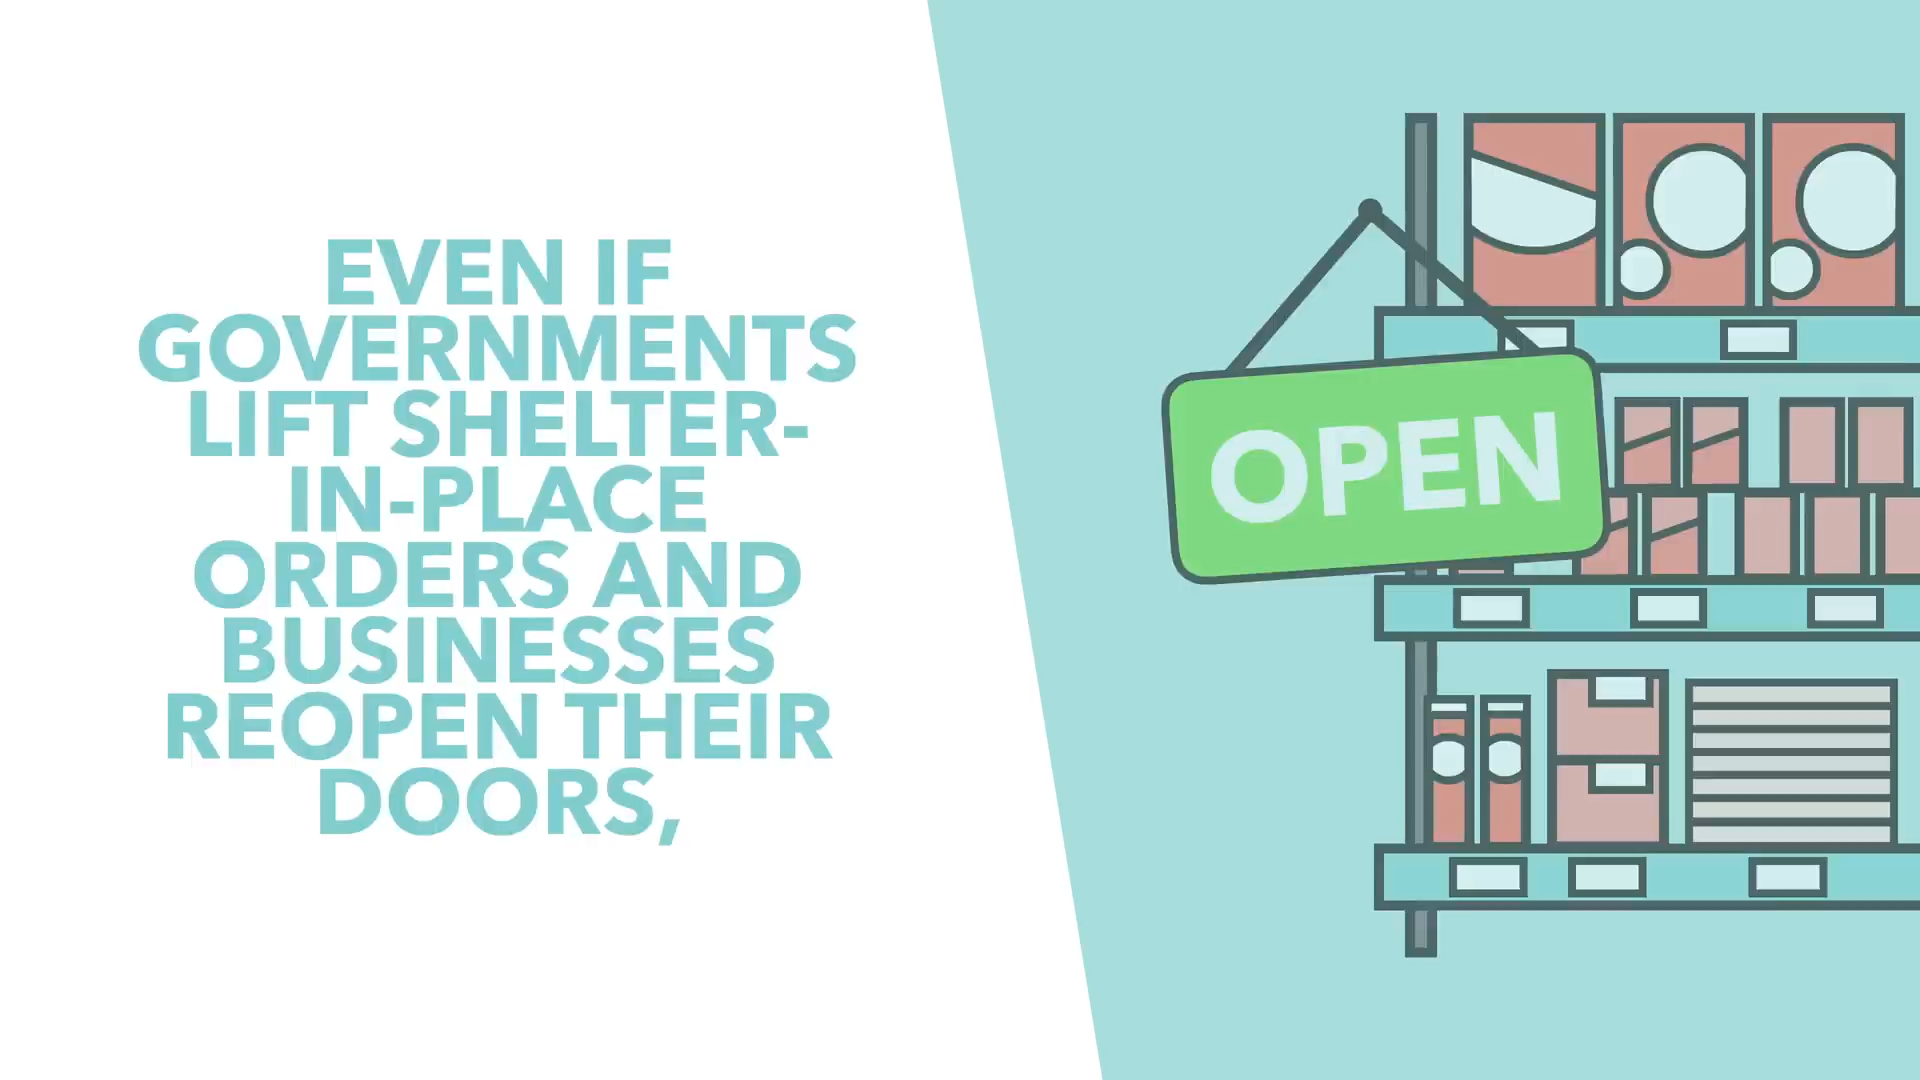 EVEN IF
GOVERNMENTS
LIFT SHELTER-
IN-PLACE
ORDERS AND
BUSINESSES
REOPEN THEIR
DOORS,
OPEN